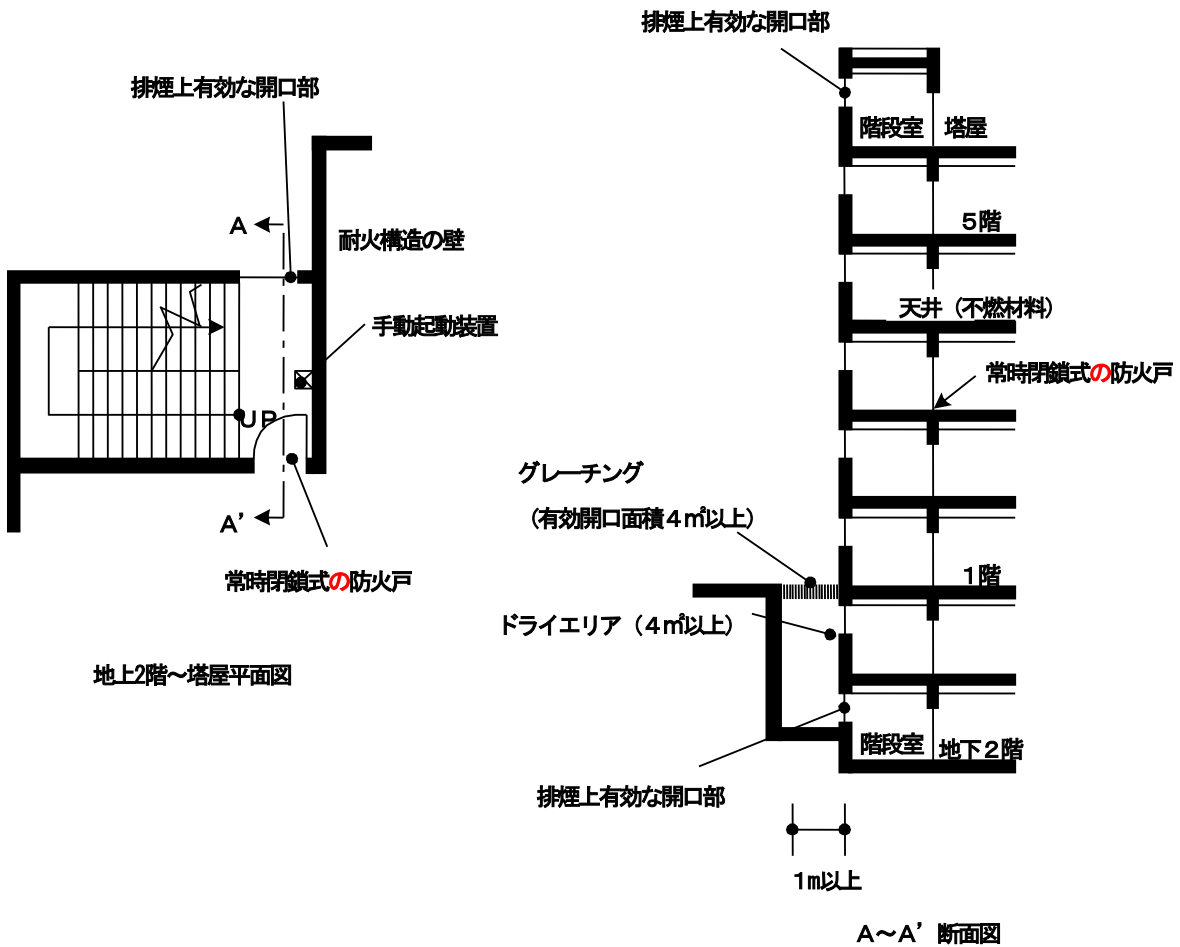 排煙上有効な開口部
A
耐火構造の壁
手動起動装置
UP
A’
常時閉鎖式の防火戸
地上2階～塔屋平面図
排煙上有効な開口部
階段室
塔屋
5階
天井（不燃材料）
常時閉鎖式の防火戸
グレーチング
（有効開口面積４㎡以上）
1階
ドライエリア（４㎡以上）
階段室
地下２階
排煙上有効な開口部
1m以上
A～A’断面図